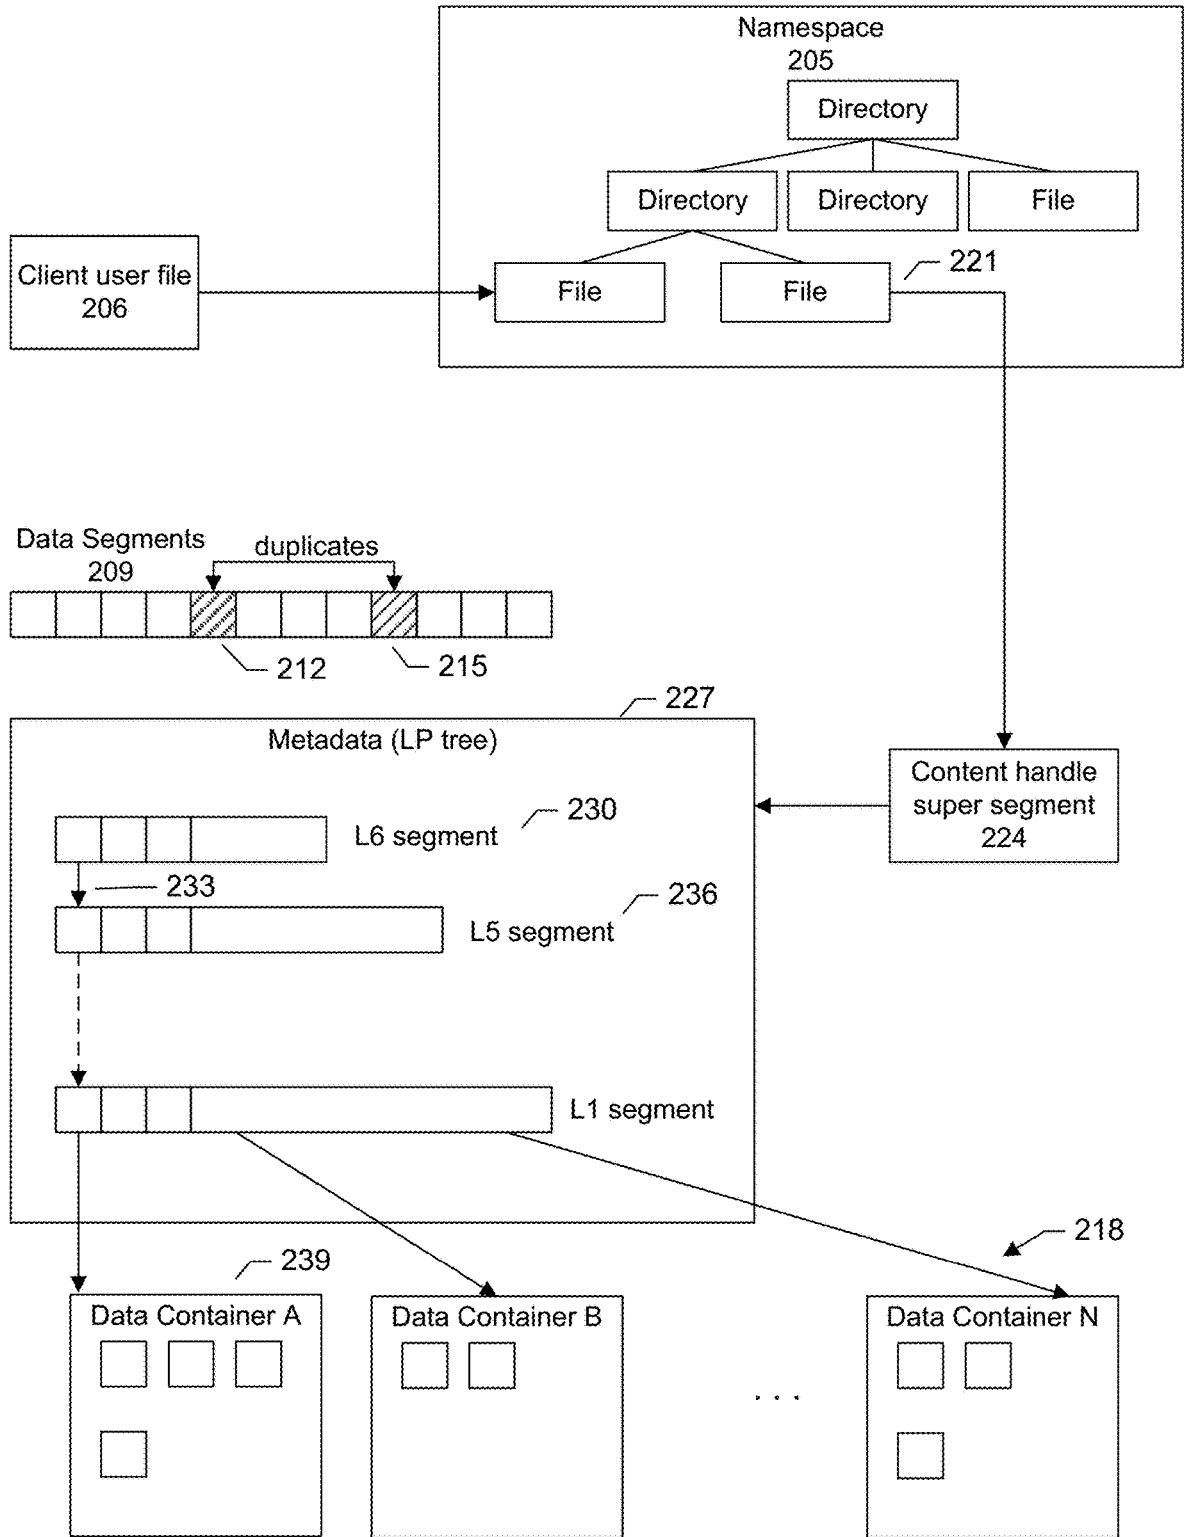 Namespace
205
Directory
Directory
Directory
File
221
Client user file
206
File
File
Data Segments
209
duplicates
212
215
227
Metadata (LP tree)
Content handle
super segment
224
230
L6 segment
233
236
L5 segment
L1 segment
218
239
Data Container A
Data Container B
Data Container N
. . .